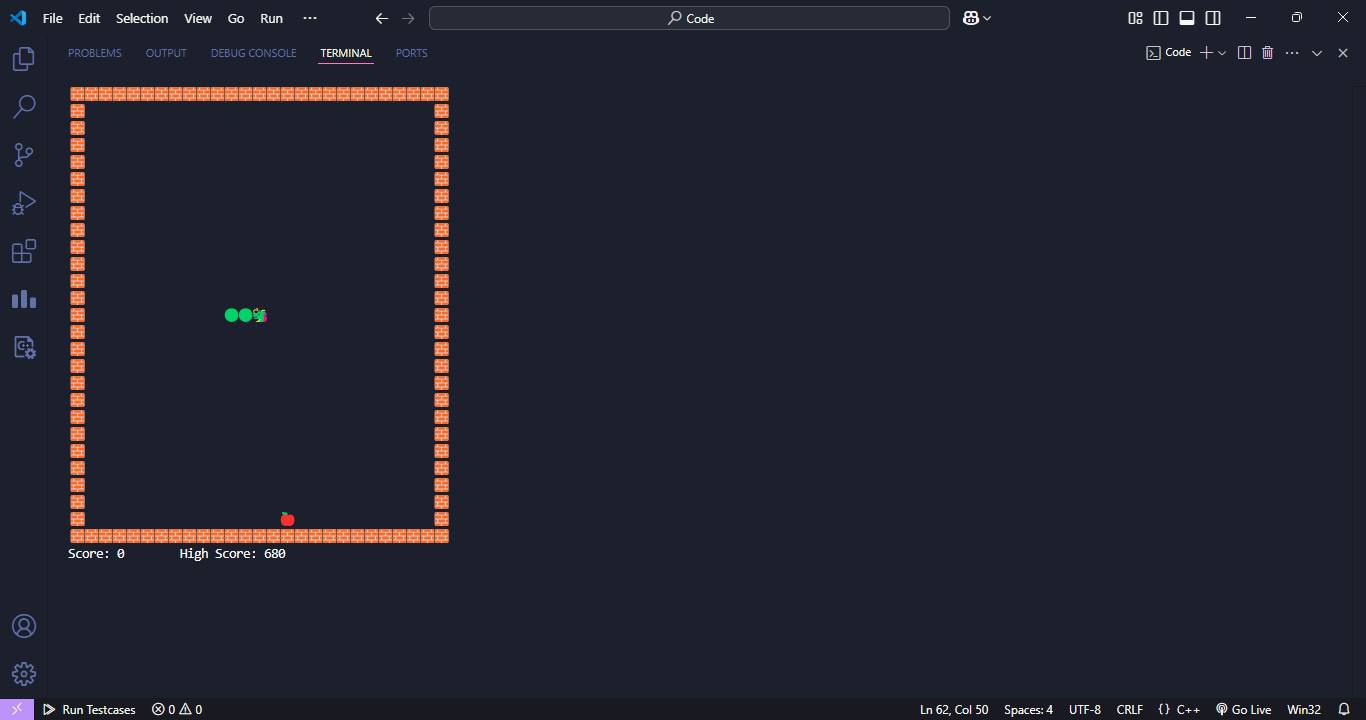 File Edit Selection View Go Run ··· Code
PROBLEMS OUTPUT DEBUG CONSOLE TERMINAL PORTS Code
Score: 0 High Score: 680
Run Testcases 0 0 Ln 62, Col 50 Spaces: 4 UTF-8 CRLF {} C++ Go Live Win32